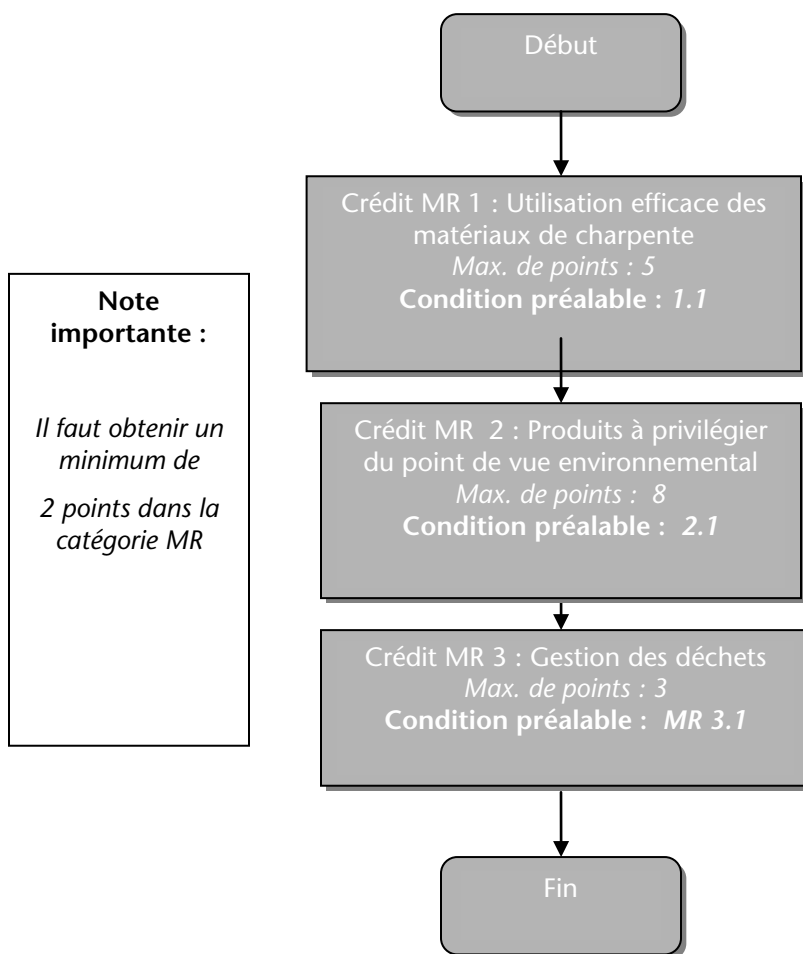 Début
Crédit MR 1 : Utilisation efficace des
matériaux de charpente
Max. de points : 5
Condition préalable : 1.1
Note
importante :
Il faut obtenir un
minimum de
2 points dans la
catégorie MR
Crédit MR 2 : Produits à privilégier
du point de vue environnemental
Max. de points : 8
Condition préalable : 2.1
Crédit MR 3 : Gestion des déchets
Max. de points : 3
Condition préalable : MR 3.1
Fin